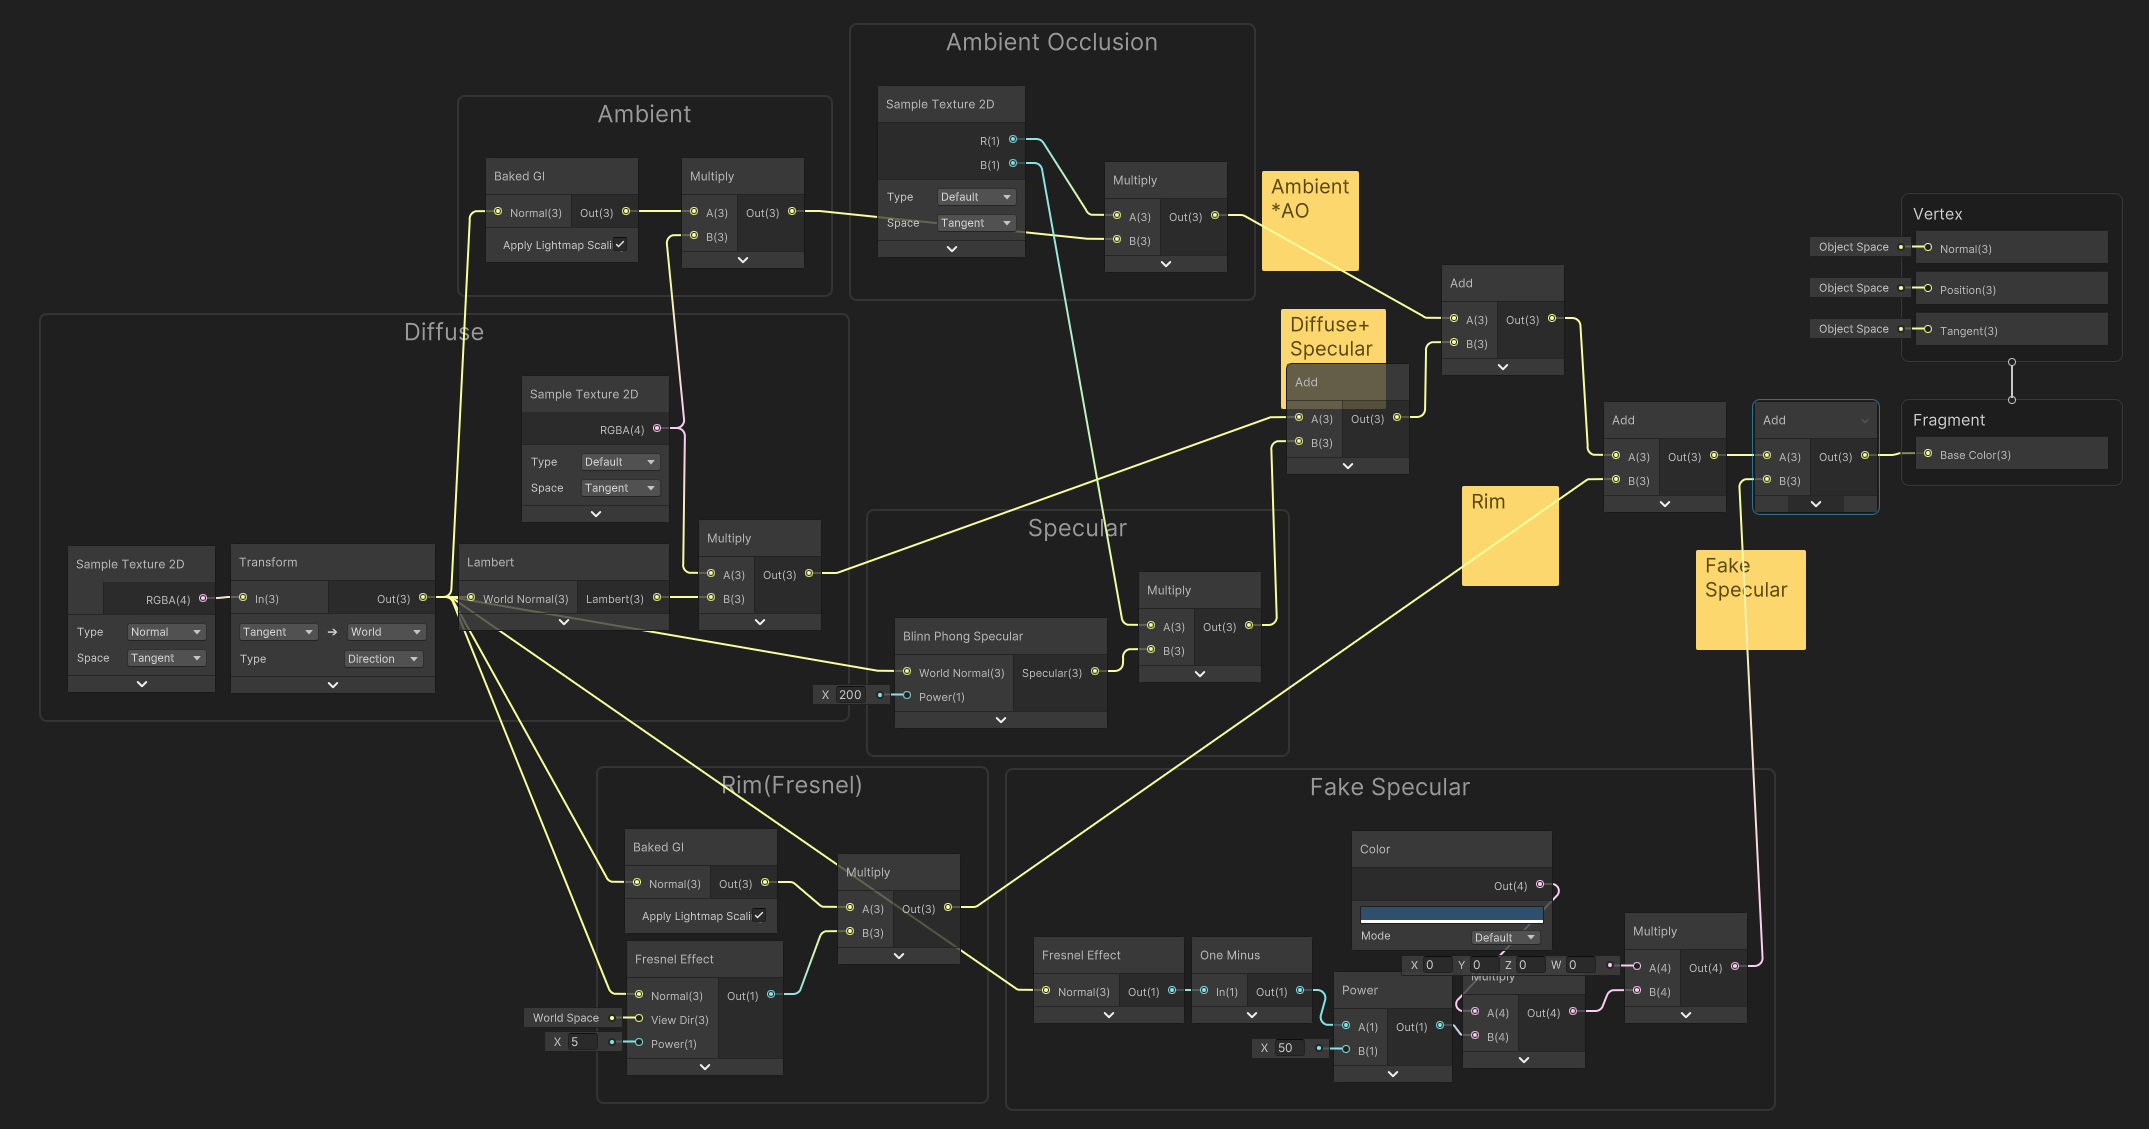 Ambient Occlusion
Sample Texture 2D
R(1)
B(1)
Type Default
Space Tangent
Multiply
A(3) Out(3)
B(3)
Ambient
*AO
Ambient
Baked GI
Normal(3) Out(3)
Apply Lightmap Scali
Multiply
A(3) Out(3)
B(3)
Diffuse
Sample Texture 2D
RGBA(4)
Type Default
Space Tangent
Sample Texture 2D
RGBA(4)
Type Normal
Space Tangent
Transform
In(3) Out(3)
Tangent World
Type Direction
Lambert
World Normal(3) Lambert(3)
Multiply
A(3) Out(3)
B(3)
Specular
Blinn Phong Specular
World Normal(3) Specular(3)
X 200
Power(1)
Multiply
A(3) Out(3)
B(3)
Diffuse+
Specular
Add
A(3) Out(3)
B(3)
Add
A(3) Out(3)
B(3)
Rim
Add
A(3) Out(3)
B(3)
Add
A(3) Out(3)
B(3)
Fake
Specular
Vertex
Object Space Normal(3)
Object Space Position(3)
Object Space Tangent(3)
Fragment
Base Color(3)
Rim(Fresnel)
Baked GI
Normal(3) Out(3)
Apply Lightmap Scali
Fresnel Effect
Normal(3) Out(1)
World Space View Dir(3)
X 5 Power(1)
Multiply
A(3) Out(3)
B(3)
Fake Specular
Fresnel Effect
Normal(3) Out(1)
One Minus
In(1) Out(1)
Color
Out(4)
Mode Default
Power
A(1) Out(1)
X 50 B(1)
Multiply
A(4) Out(4)
B(4)
X 0 Y 0 Z 0 W 0
Multiply
A(4) Out(4)
B(4)